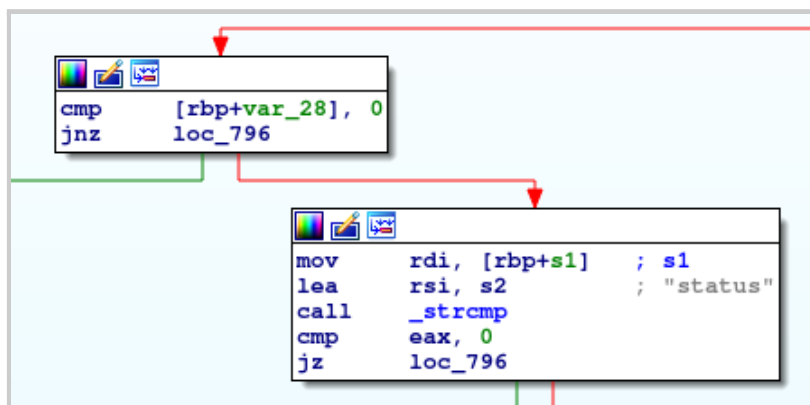 cmp [rbp+var_28], 0
jnz loc_796
mov rdi, [rbp+s1] ; s1
lea rsi, s2 ; "status"
call _strcmp
cmp eax, 0
jz loc_796